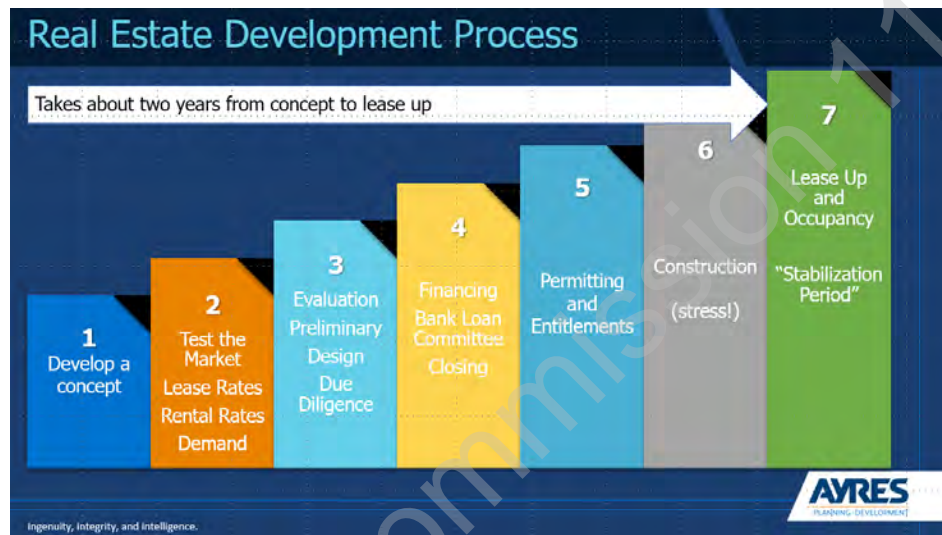 Real Estate Development Process
Takes about two years from concept to lease up
1
Develop a
concept
2
Test the
Market
Lease Rates
Rental Rates
Demand
3
Evaluation
Preliminary
Design
Due
Diligence
4
Financing
Bank Loan
Committee
Closing
5
Permitting
and
Entitlements
6
Construction
(stress!)
7
Lease Up
and
Occupancy
“Stabilization
Period”
AYRES
PLANNING DEVELOPMENT
Ingenuity, integrity, and intelligence.
ommission 11